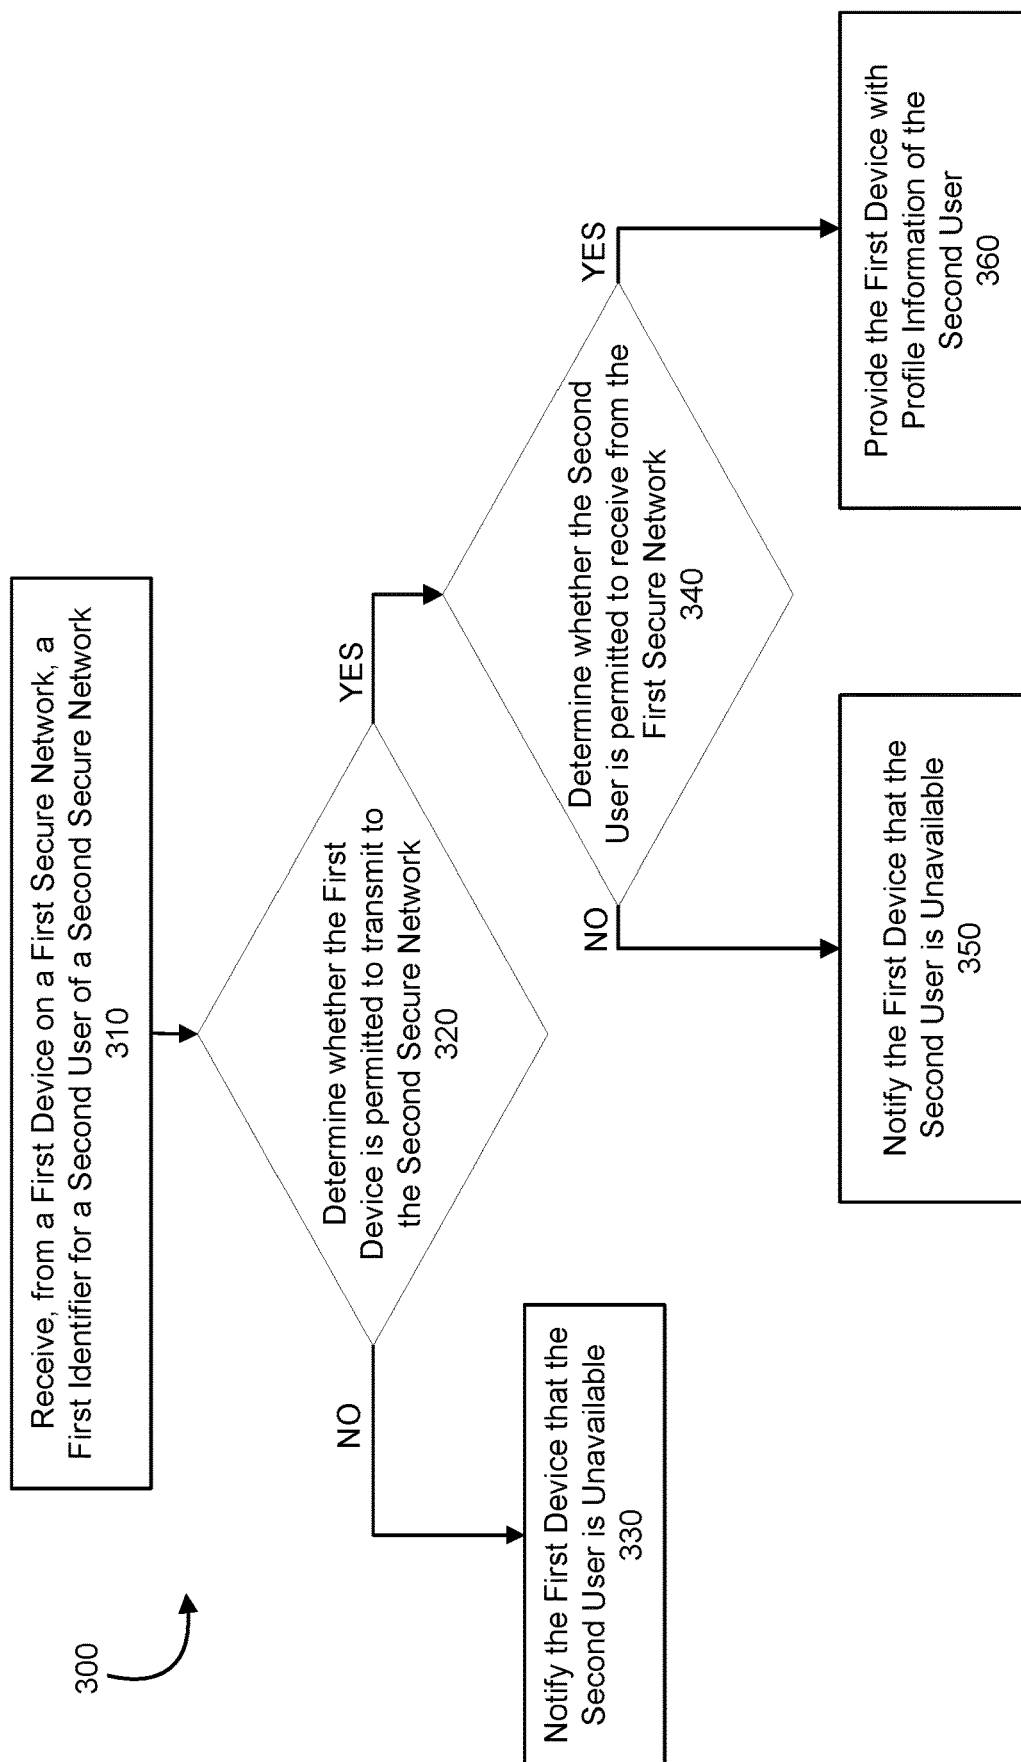 300
Receive, from a First Device on a First Secure Network, a
First Identifier for a Second User of a Second Secure Network
310
Determine whether the First
Device is permitted to transmit to
the Second Secure Network
320
NO
YES
Notify the First Device that the
Second User is Unavailable
330
Determine whether the Second
User is permitted to receive from the
First Secure Network
340
NO
YES
Notify the First Device that the
Second User is Unavailable
350
Provide the First Device with
Profile Information of the
Second User
360